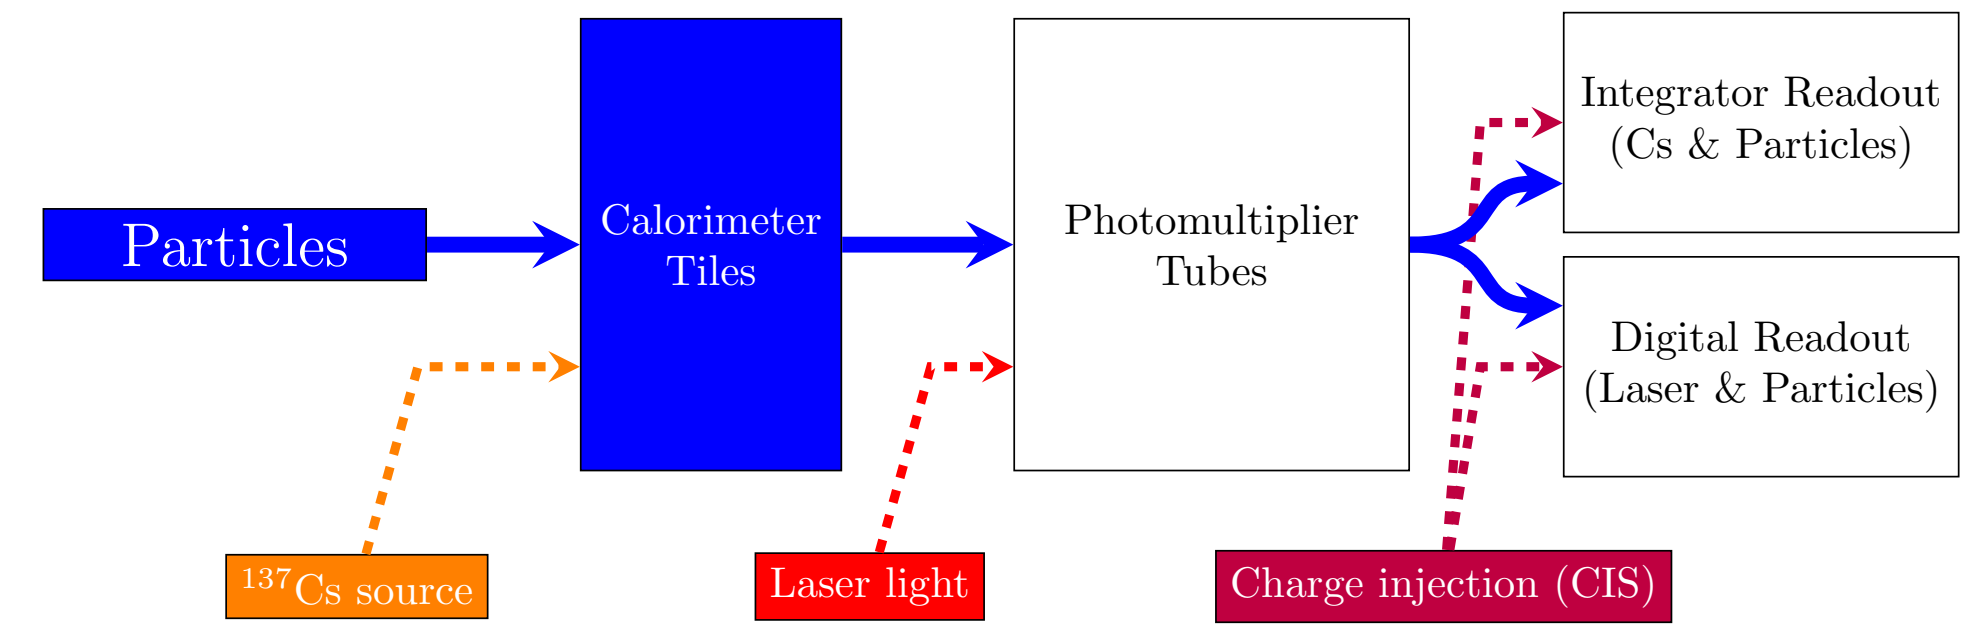 Particles
Calorimeter
Tiles
Photomultiplier
Tubes
Integrator Readout
(Cs & Particles)
Digital Readout
(Laser & Particles)
¹³⁷Cs source
Laser light
Charge injection (CIS)